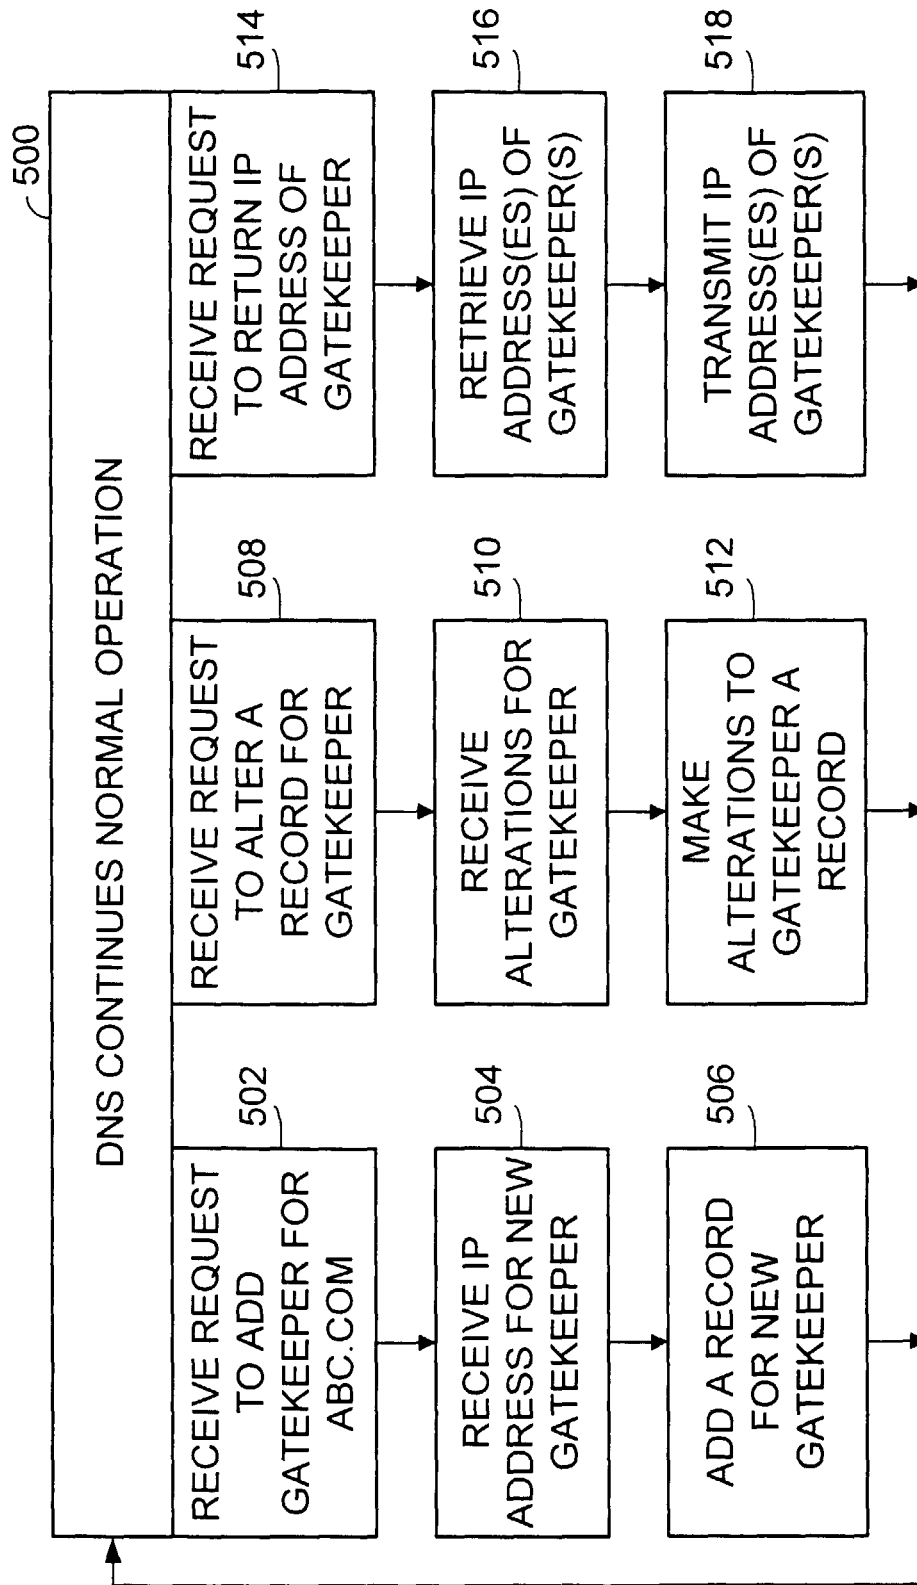 500
DNS CONTINUES NORMAL OPERATION
502
RECEIVE REQUEST
TO ADD
GATEKEEPER FOR
ABC.COM
504
RECEIVE IP
ADDRESS FOR NEW
GATEKEEPER
506
ADD A RECORD
FOR NEW
GATEKEEPER
508
RECEIVE REQUEST
TO ALTER A
RECORD FOR
GATEKEEPER
510
RECEIVE
ALTERATIONS FOR
GATEKEEPER
512
MAKE
ALTERATIONS TO
GATEKEEPER A
RECORD
514
RECEIVE REQUEST
TO RETURN IP
ADDRESS OF
GATEKEEPER
516
RETRIEVE IP
ADDRESS(ES) OF
GATEKEEPER(S)
518
TRANSMIT IP
ADDRESS(ES) OF
GATEKEEPER(S)